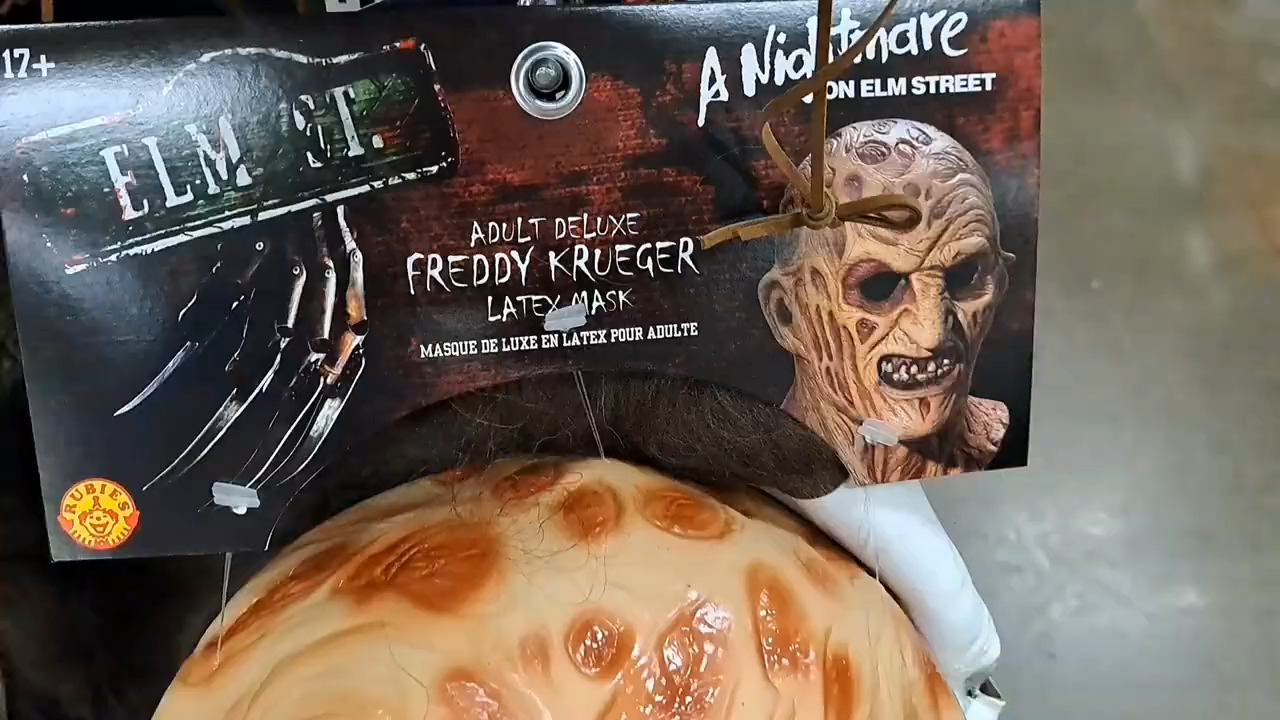 17+
ELM ST.
A Nightmare
ON ELM STREET
ADULT DELUXE
FREDDY KRUEGER
LATEX MASK
MASQUE DE LUXE EN LATEX POUR ADULTE
RUBIES